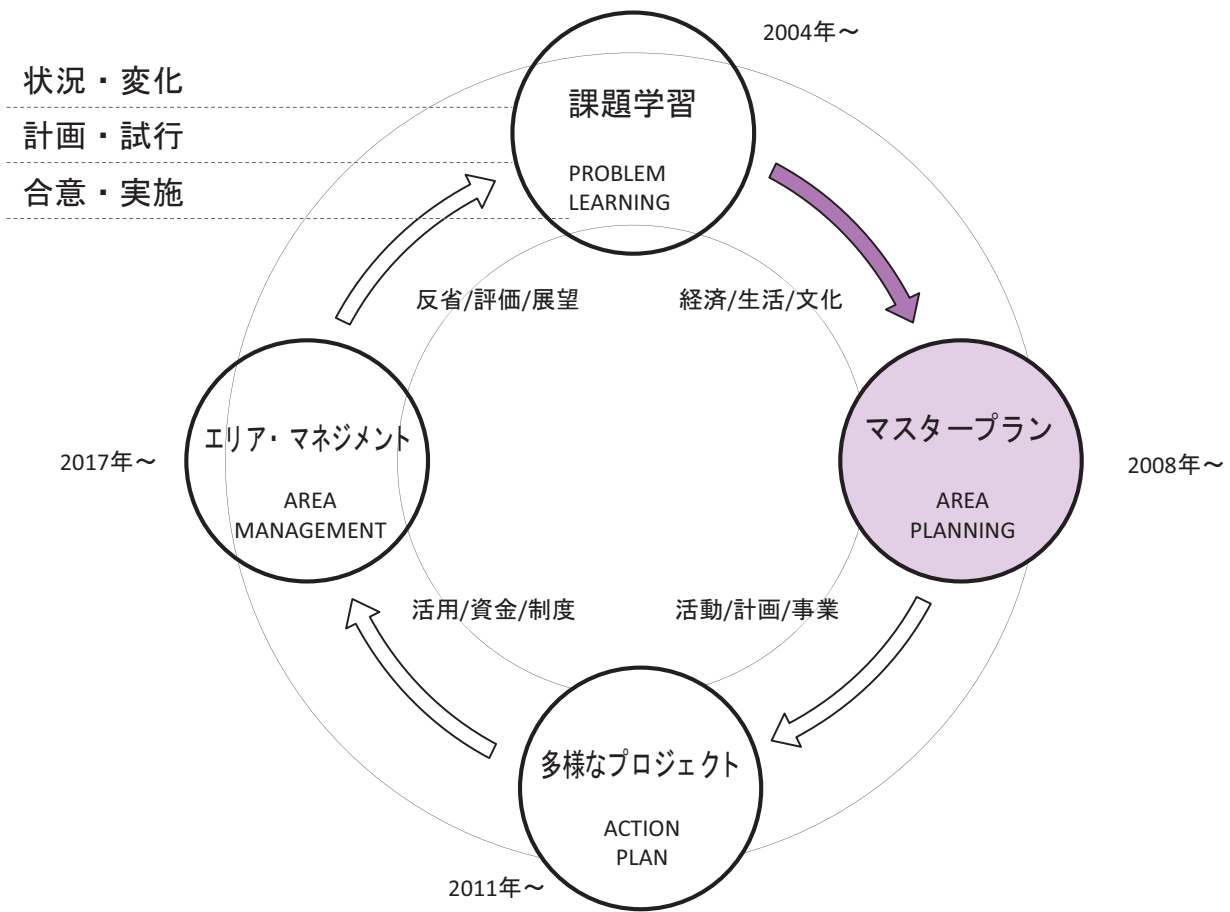 2004年～
状況・変化
計画・試行
合意・実施
課題学習
PROBLEM
LEARNING
反省/評価/展望
経済/生活/文化
エリア・マネジメント
AREA
MANAGEMENT
2017年～
マスタープラン
AREA
PLANNING
2008年～
活用/資金/制度
活動/計画/事業
多様なプロジェクト
ACTION
PLAN
2011年～